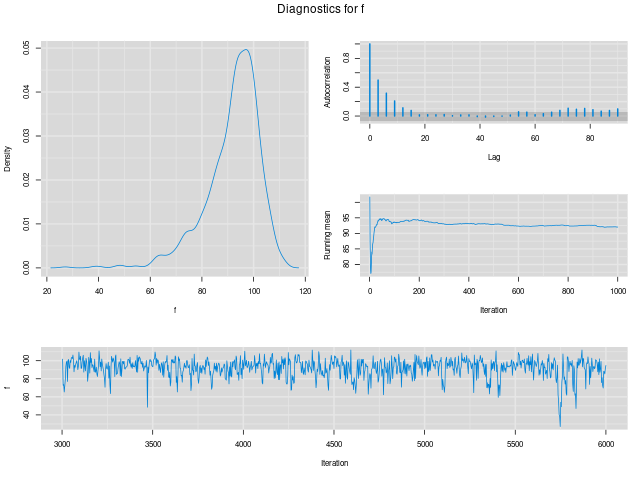 Diagnostics for f
Density
0.00 0.01 0.02 0.03 0.04 0.05
20 40 60 80 100 120
f
Autocorrelation
0.0 0.4 0.8
0 20 40 60 80
Lag
Running mean
80 85 90 95
0 200 400 600 800 1000
Iteration
f
40 60 80 100
3000 3500 4000 4500 5000 5500 6000
Iteration